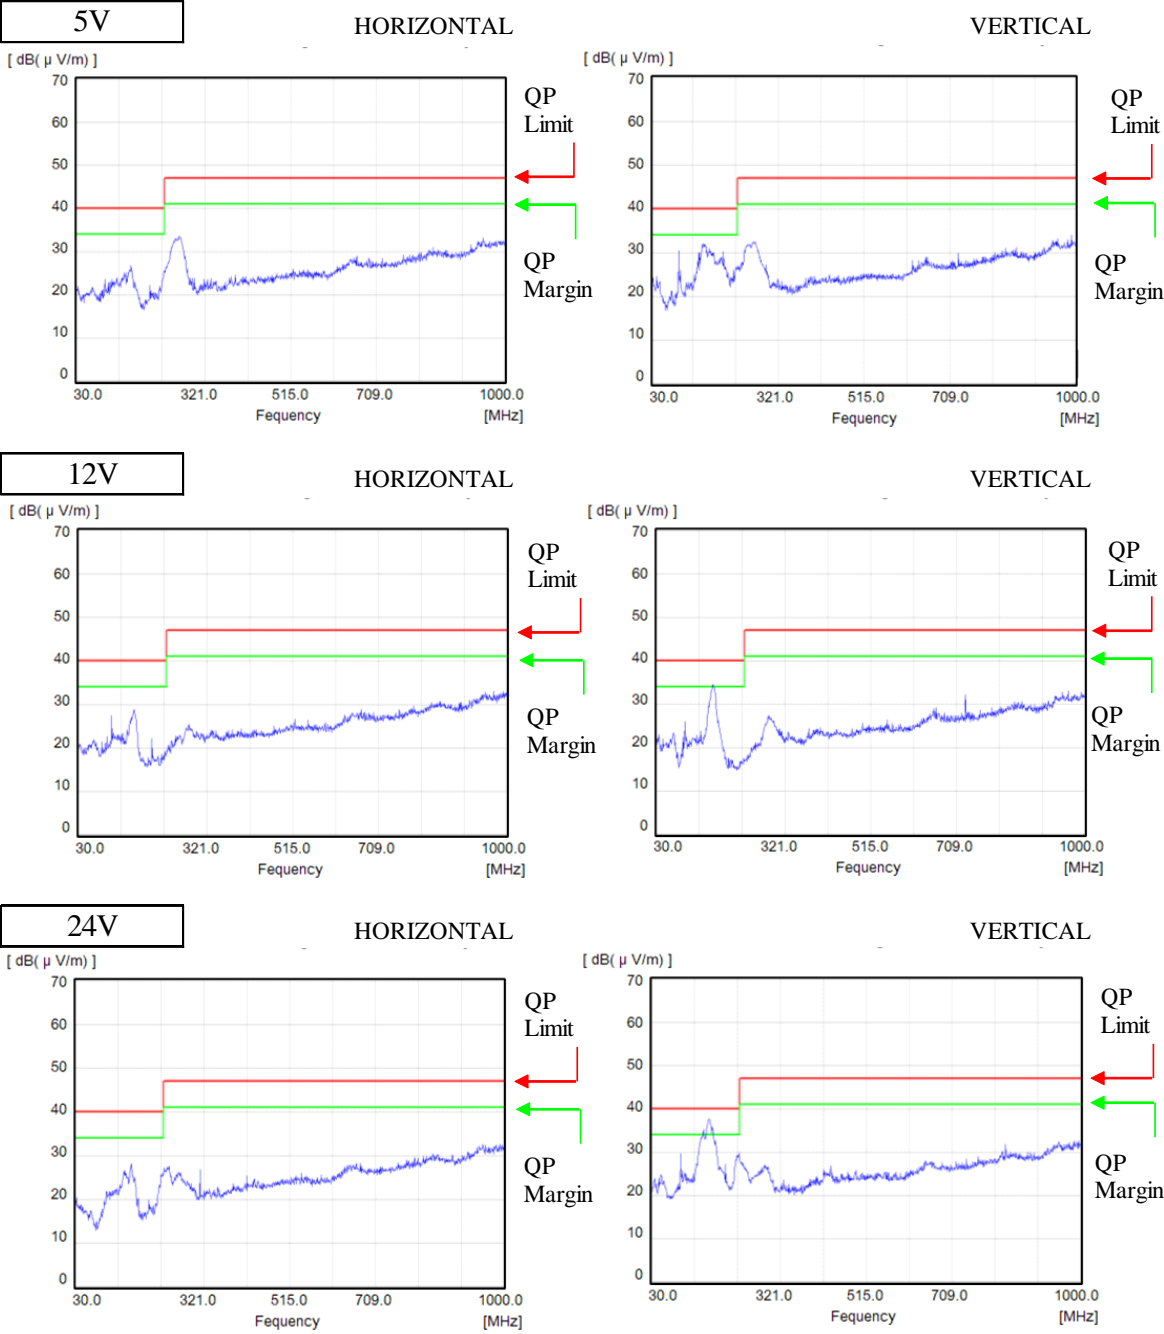 5V
HORIZONTAL
VERTICAL
[ dB( µ V/m) ]
70
60
50
40
30
20
10
0
30.0 321.0 515.0 709.0 1000.0
Fequency [MHz]
QP
Limit
QP
Margin
[ dB( µ V/m) ]
70
60
50
40
30
20
10
0
30.0 321.0 515.0 709.0 1000.0
Fequency [MHz]
QP
Limit
QP
Margin
12V
HORIZONTAL
VERTICAL
[ dB( µ V/m) ]
70
60
50
40
30
20
10
0
30.0 321.0 515.0 709.0 1000.0
Fequency [MHz]
QP
Limit
QP
Margin
[ dB( µ V/m) ]
70
60
50
40
30
20
10
0
30.0 321.0 515.0 709.0 1000.0
Fequency [MHz]
QP
Limit
QP
Margin
24V
HORIZONTAL
VERTICAL
[ dB( µ V/m) ]
70
60
50
40
30
20
10
0
30.0 321.0 515.0 709.0 1000.0
Fequency [MHz]
QP
Limit
QP
Margin
[ dB( µ V/m) ]
70
60
50
40
30
20
10
0
30.0 321.0 515.0 709.0 1000.0
Fequency [MHz]
QP
Limit
QP
Margin